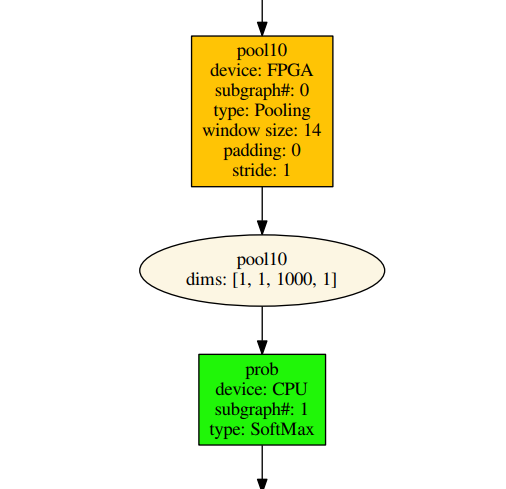 pool10
device: FPGA
subgraph#: 0
type: Pooling
window size: 14
padding: 0
stride: 1
pool10
dims: [1, 1, 1000, 1]
prob
device: CPU
subgraph#: 1
type: SoftMax